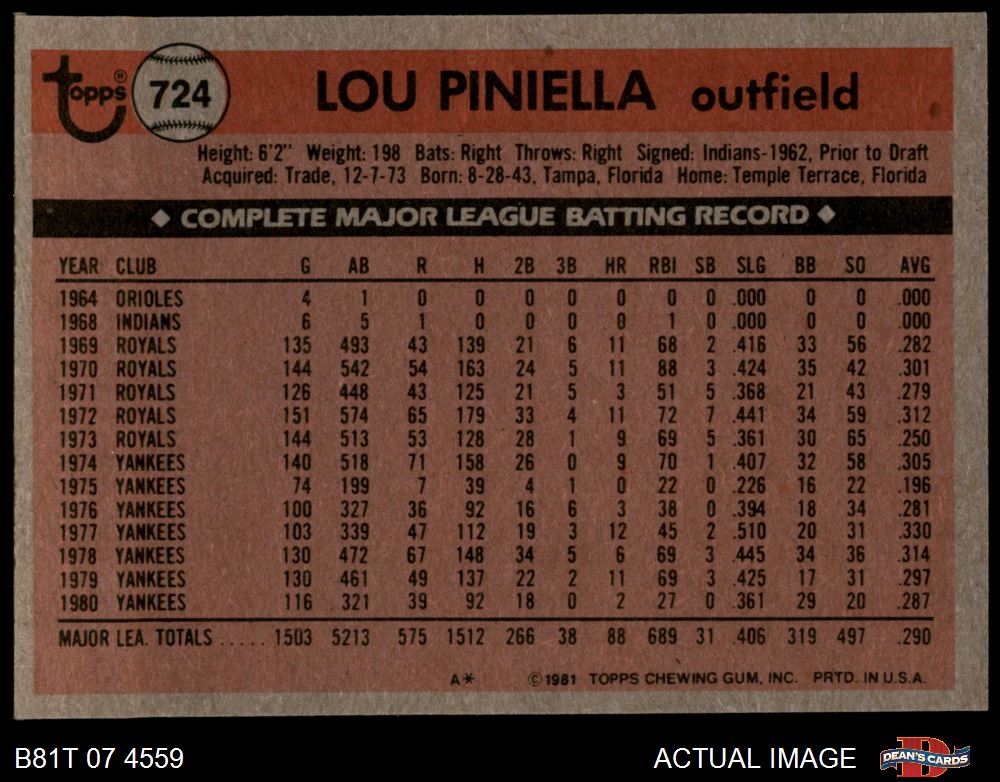 topps® 724 LOU PINIELLA outfield
Height: 6'2" Weight: 198 Bats: Right Throws: Right Signed: Indians-1962, Prior to Draft
Acquired: Trade, 12-7-73 Born: 8-28-43, Tampa, Florida Home: Temple Terrace, Florida
◆ COMPLETE MAJOR LEAGUE BATTING RECORD ◆
YEAR CLUB G AB R H 2B 3B HR RBI SB SLG BB SO AVG
1964 ORIOLES 4 1 0 0 0 0 0 0 0 .000 0 0 .000
1968 INDIANS 6 5 1 0 0 0 0 1 0 .000 0 0 .000
1969 ROYALS 135 493 43 139 21 6 11 68 2 .416 33 56 .282
1970 ROYALS 144 542 54 163 24 5 11 88 3 .424 35 42 .301
1971 ROYALS 126 448 43 125 21 5 3 51 5 .368 21 43 .279
1972 ROYALS 151 574 65 179 33 4 11 72 7 .441 34 59 .312
1973 ROYALS 144 513 53 128 28 1 9 69 5 .361 30 65 .250
1974 YANKEES 140 518 71 158 26 0 9 70 1 .407 32 58 .305
1975 YANKEES 74 199 7 39 4 1 0 22 0 .226 16 22 .196
1976 YANKEES 100 327 36 92 16 6 3 38 0 .394 18 34 .281
1977 YANKEES 103 339 47 112 19 3 12 45 2 .510 20 31 .330
1978 YANKEES 130 472 67 148 34 5 6 69 3 .445 34 36 .314
1979 YANKEES 130 461 49 137 22 2 11 69 3 .425 17 31 .297
1980 YANKEES 116 321 39 92 18 0 2 27 0 .361 29 20 .287
MAJOR LEA. TOTALS ..... 1503 5213 575 1512 266 38 88 689 31 .406 319 497 .290
A* ©1981 TOPPS CHEWING GUM, INC. PRTD. IN U.S.A.
B81T 07 4559 ACTUAL IMAGE DEAN'S CARDS